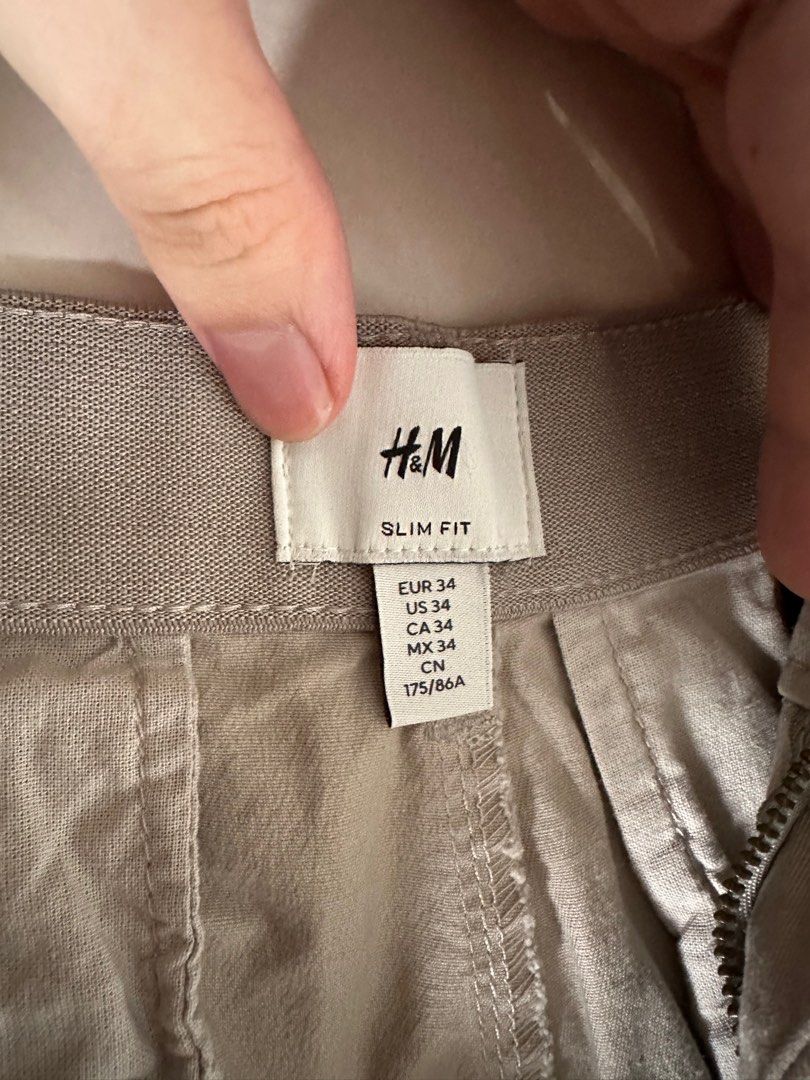 H&M
SLIM FIT
EUR 34
US 34
CA 34
MX 34
CN
175/86A